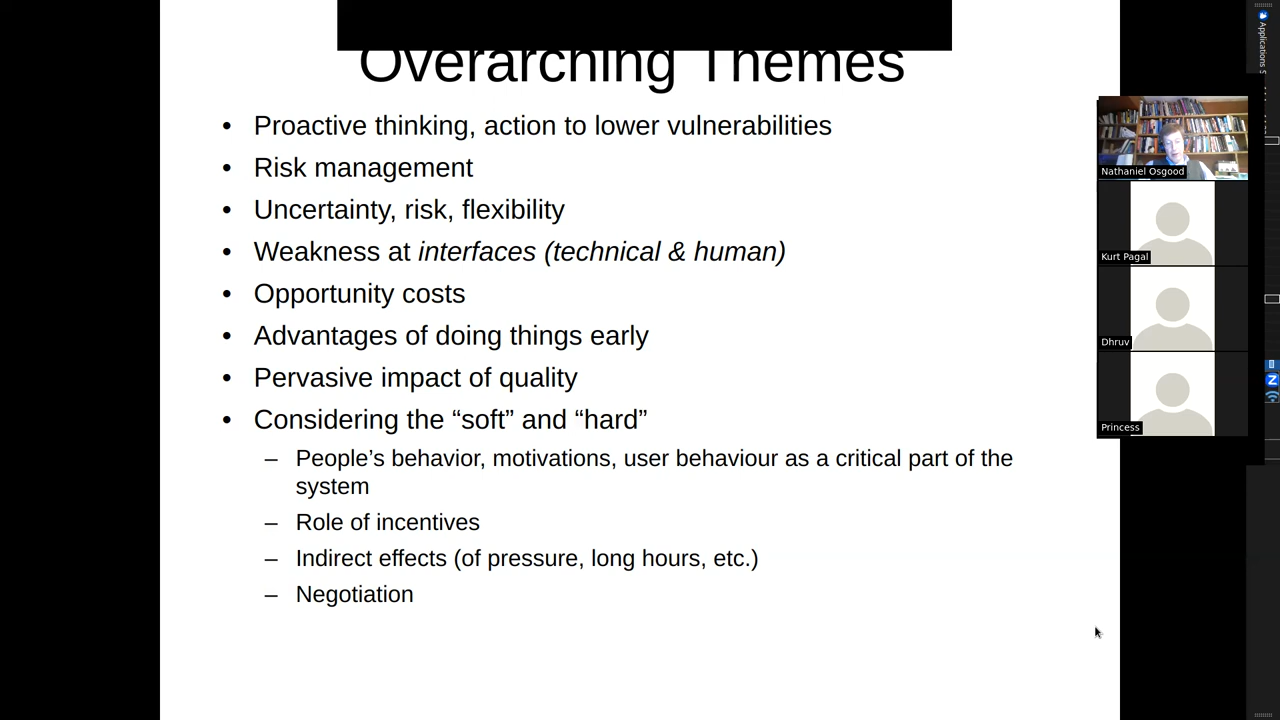 Overarching Themes
• Proactive thinking, action to lower vulnerabilities
• Risk management
• Uncertainty, risk, flexibility
• Weakness at interfaces (technical & human)
• Opportunity costs
• Advantages of doing things early
• Pervasive impact of quality
• Considering the “soft” and “hard”
– People’s behavior, motivations, user behaviour as a critical part of the
system
– Role of incentives
– Indirect effects (of pressure, long hours, etc.)
– Negotiation
Nathaniel Osgood
Kurt Pagal
Dhruv
Princess
Applications